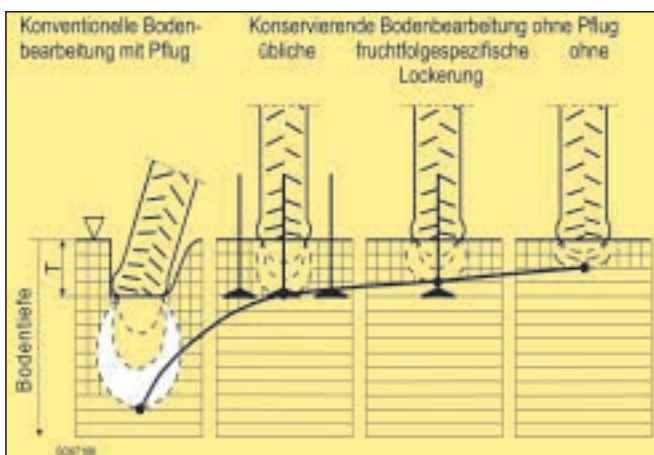 Konventionelle Boden-
bearbeitung mit Pflug
Konservierende Bodenbearbeitung ohne Pflug
übliche fruchtfolgespezifische ohne
Lockerung
T
Bodentiefe